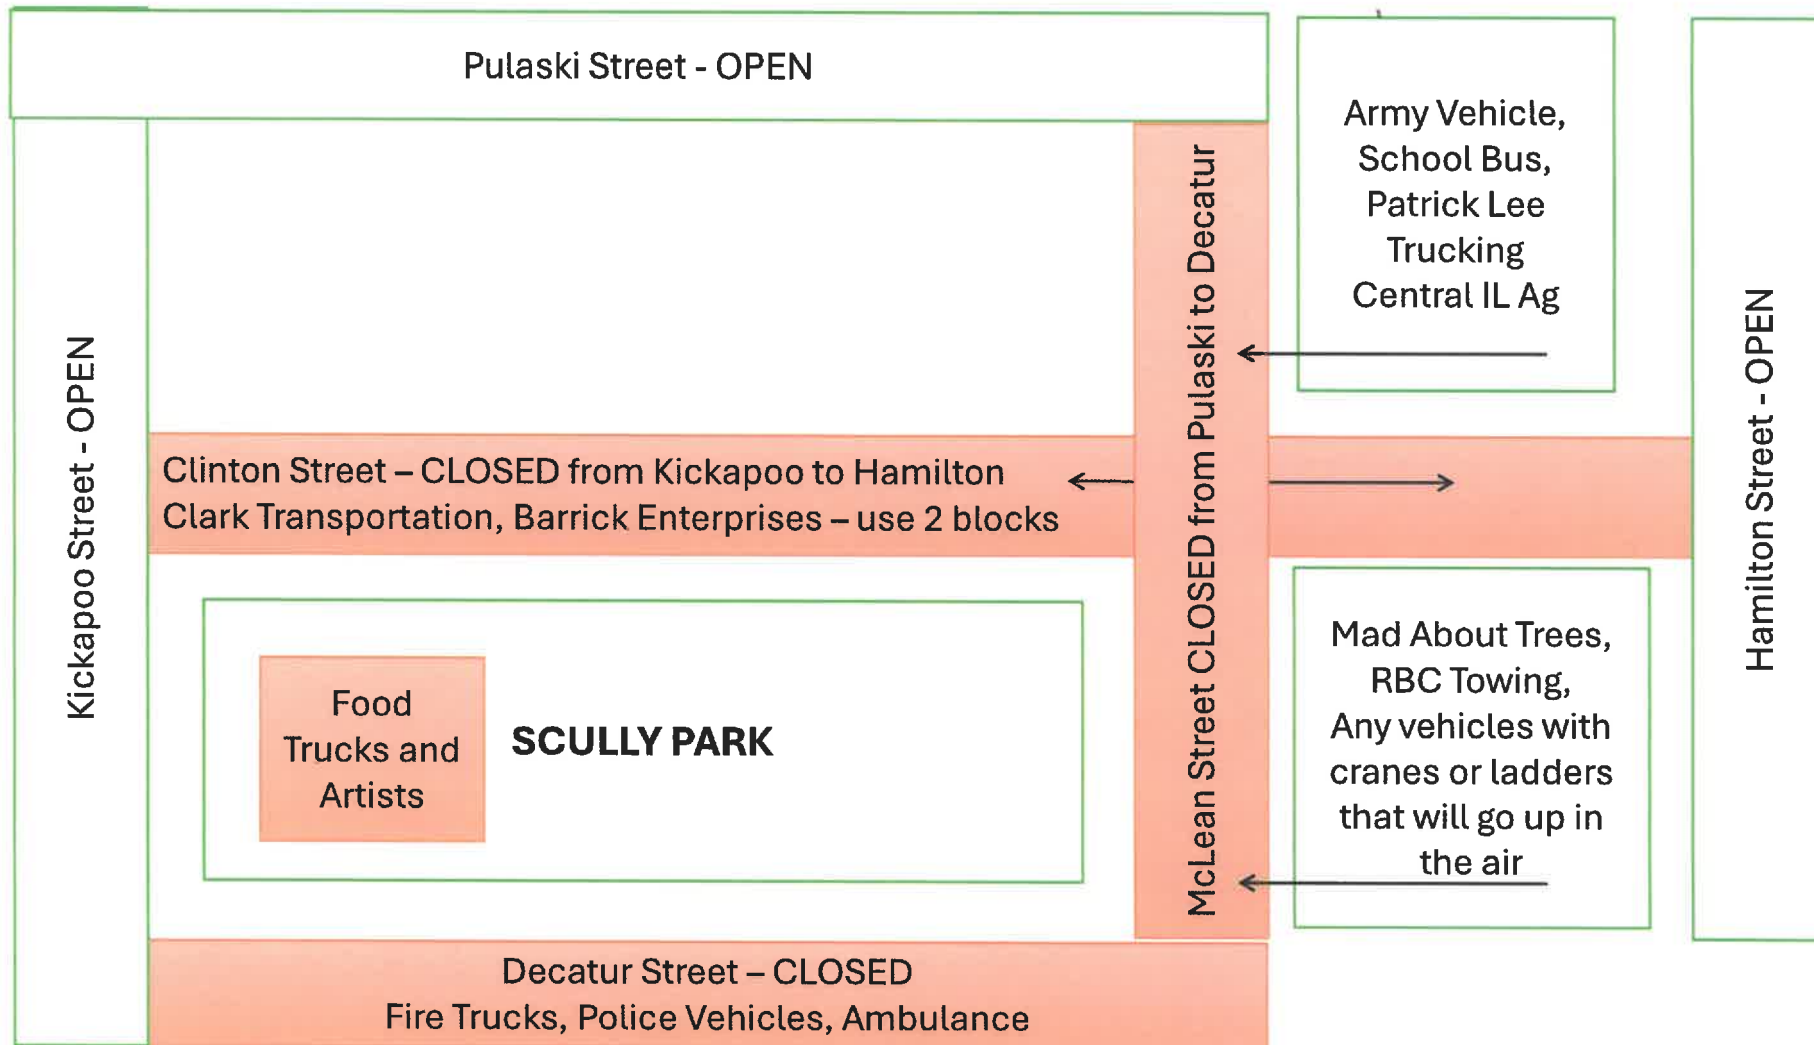 Pulaski Street - OPEN
Army Vehicle,
School Bus,
Patrick Lee
Trucking
Central IL Ag
Kickapoo Street - OPEN
McLean Street CLOSED from Pulaski to Decatur
Hamilton Street - OPEN
Clinton Street – CLOSED from Kickapoo to Hamilton
Clark Transportation, Barrick Enterprises – use 2 blocks
Food
Trucks and
Artists
SCULLY PARK
Mad About Trees,
RBC Towing,
Any vehicles with
cranes or ladders
that will go up in
the air
Decatur Street – CLOSED
Fire Trucks, Police Vehicles, Ambulance